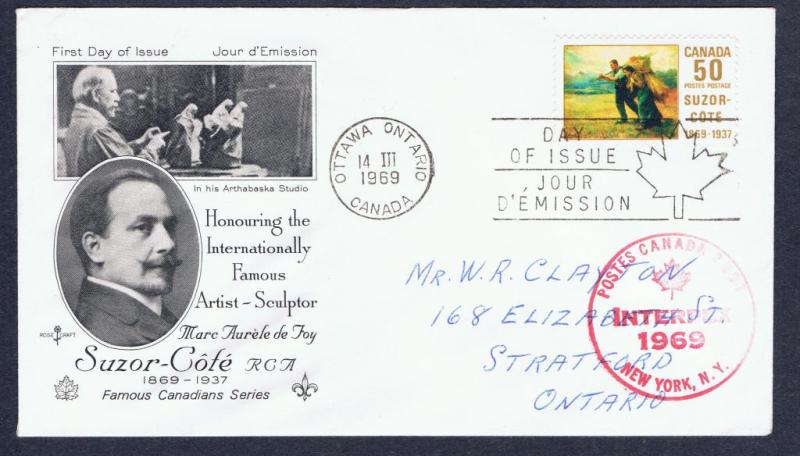 First Day of Issue Jour d'Emission
In his Arthabaska Studio
Honouring the
Internationally
Famous
Artist - Sculptor
Marc Aurèle de Foy
Suzor-Côté RCA
1869 - 1937
Famous Canadians Series
ROSE CRAFT
OTTAWA ONTARIO
14 III
1969
CANADA
CANADA
50
POSTES POSTAGE
SUZOR-
CÔTÉ
1869-1937
DAY
OF ISSUE
JOUR
D'ÉMISSION
POSTES CANADA POST
INTERPEX
1969
NEW YORK, N.Y.
MR. W. R. CLAYTON
168 ELIZABETH ST.
STRATFORD
ONTARIO